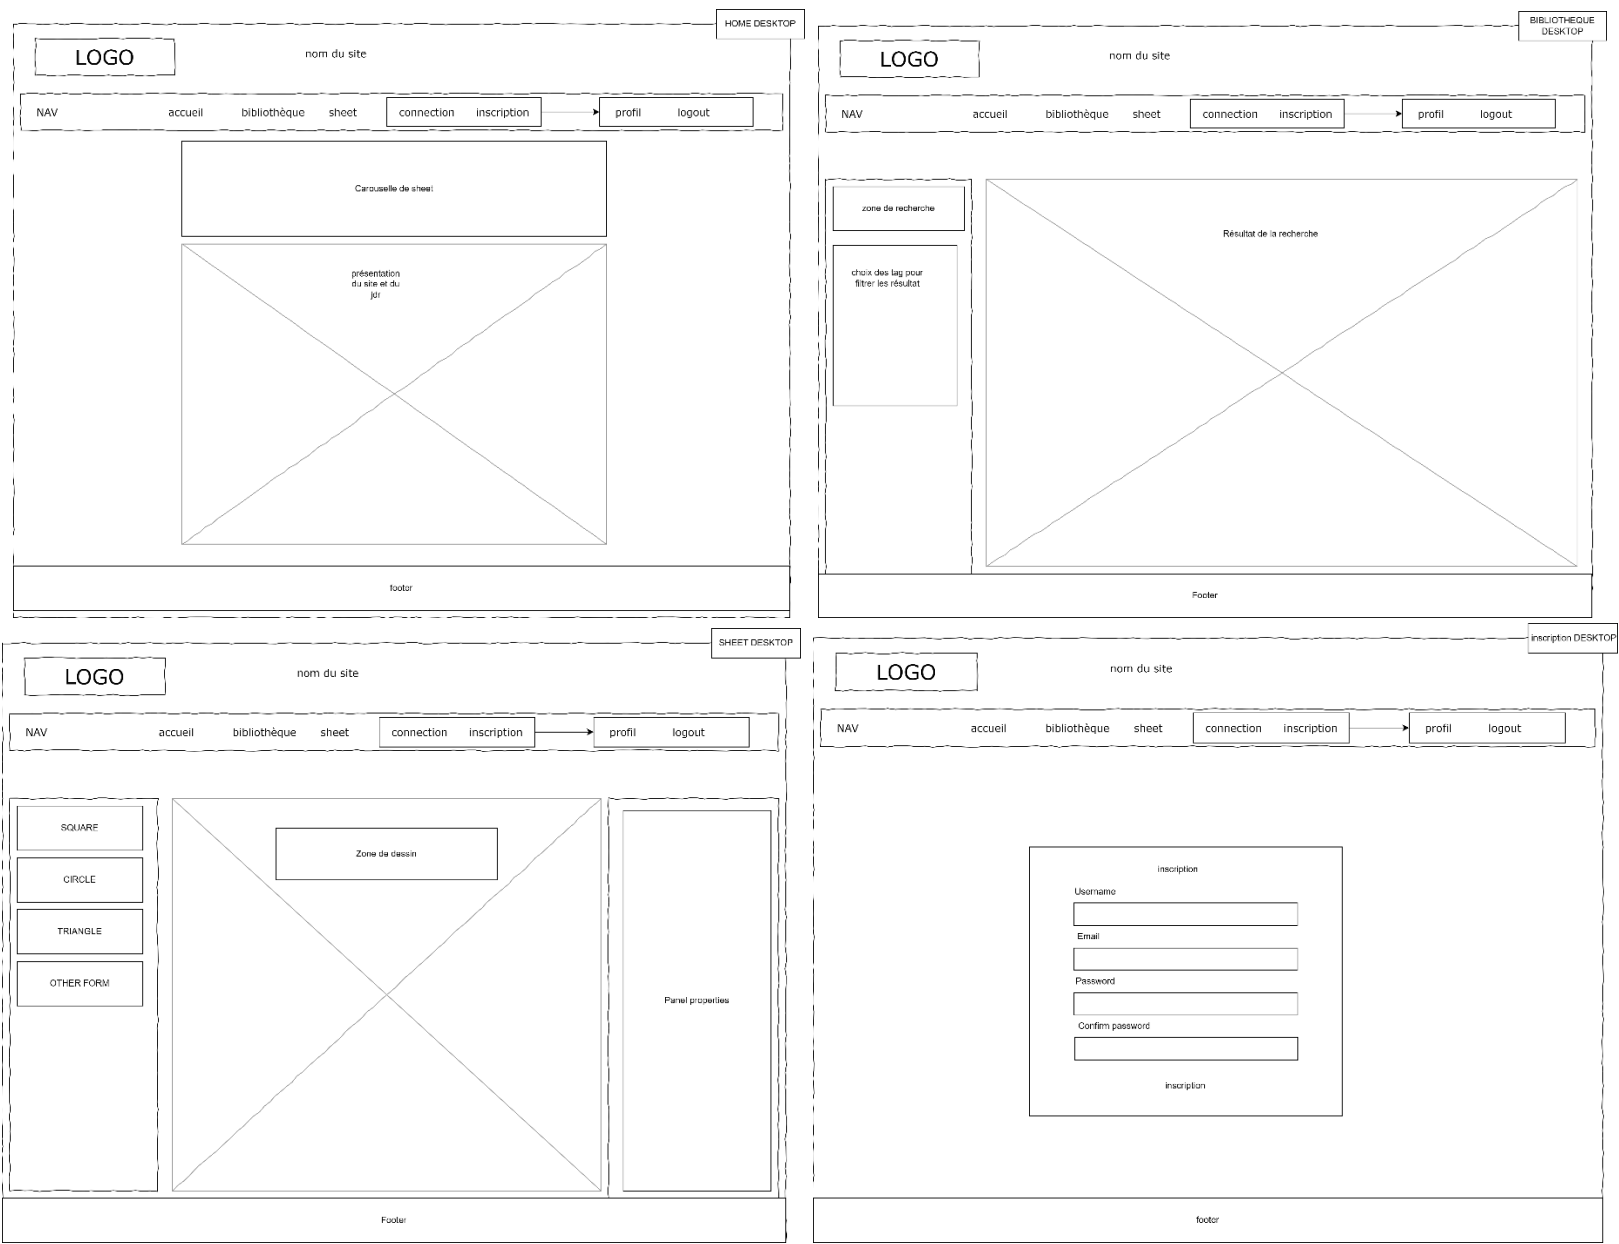 HOME DESKTOP
LOGO
nom du site
NAV accueil bibliothèque sheet connection inscription profil logout
Carouselle de sheet
présentation
du site et du
jdr
footer
BIBLIOTHEQUE
DESKTOP
LOGO
nom du site
NAV accueil bibliothèque sheet connection inscription profil logout
zone de recherche
Résultat de la recherche
choix des tag pour
filtrer les résultat
Footer
SHEET DESKTOP
LOGO
nom du site
NAV accueil bibliothèque sheet connection inscription profil logout
SQUARE
Zone de dessin
CIRCLE
TRIANGLE
OTHER FORM
Panel properties
Footer
inscription DESKTOP
LOGO
nom du site
NAV accueil bibliothèque sheet connection inscription profil logout
inscription
Username
Email
Password
Confirm password
inscription
footer